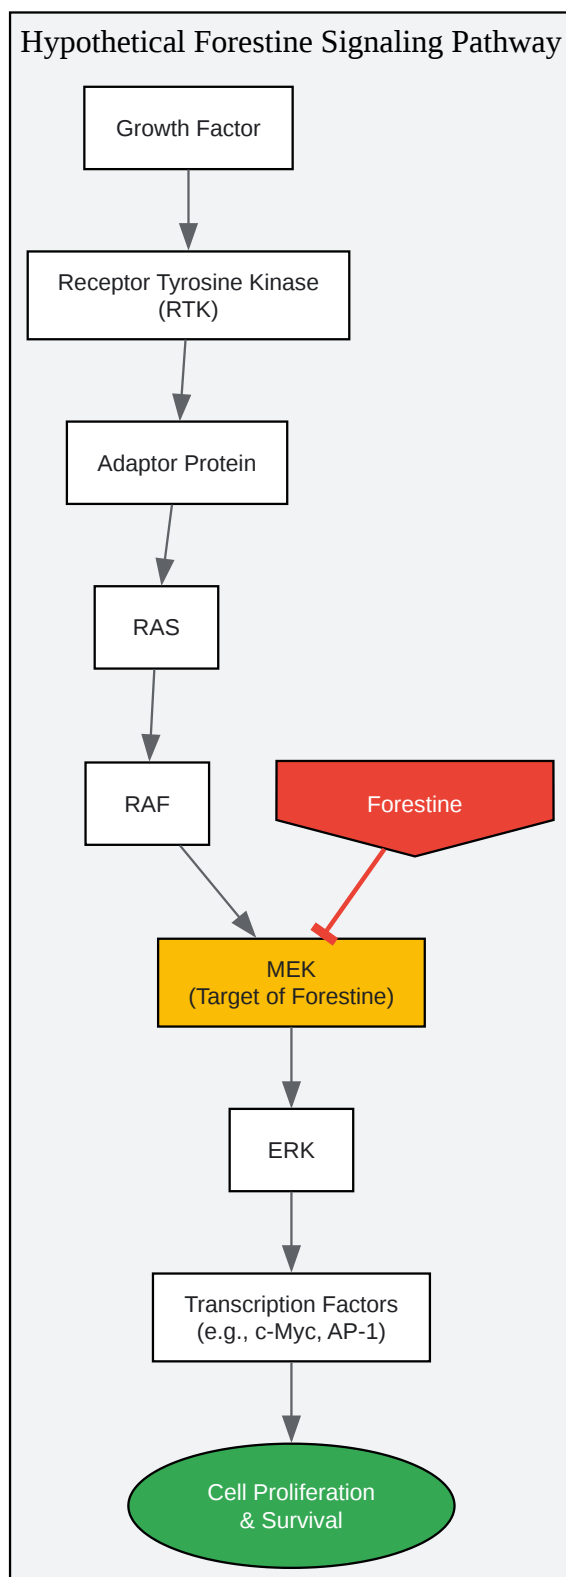 Hypothetical Forestine Signaling Pathway
Growth Factor
Receptor Tyrosine Kinase
(RTK)
Adaptor Protein
RAS
RAF
Forestine
MEK
(Target of Forestine)
ERK
Transcription Factors
(e.g., c-Myc, AP-1)
Cell Proliferation
& Survival